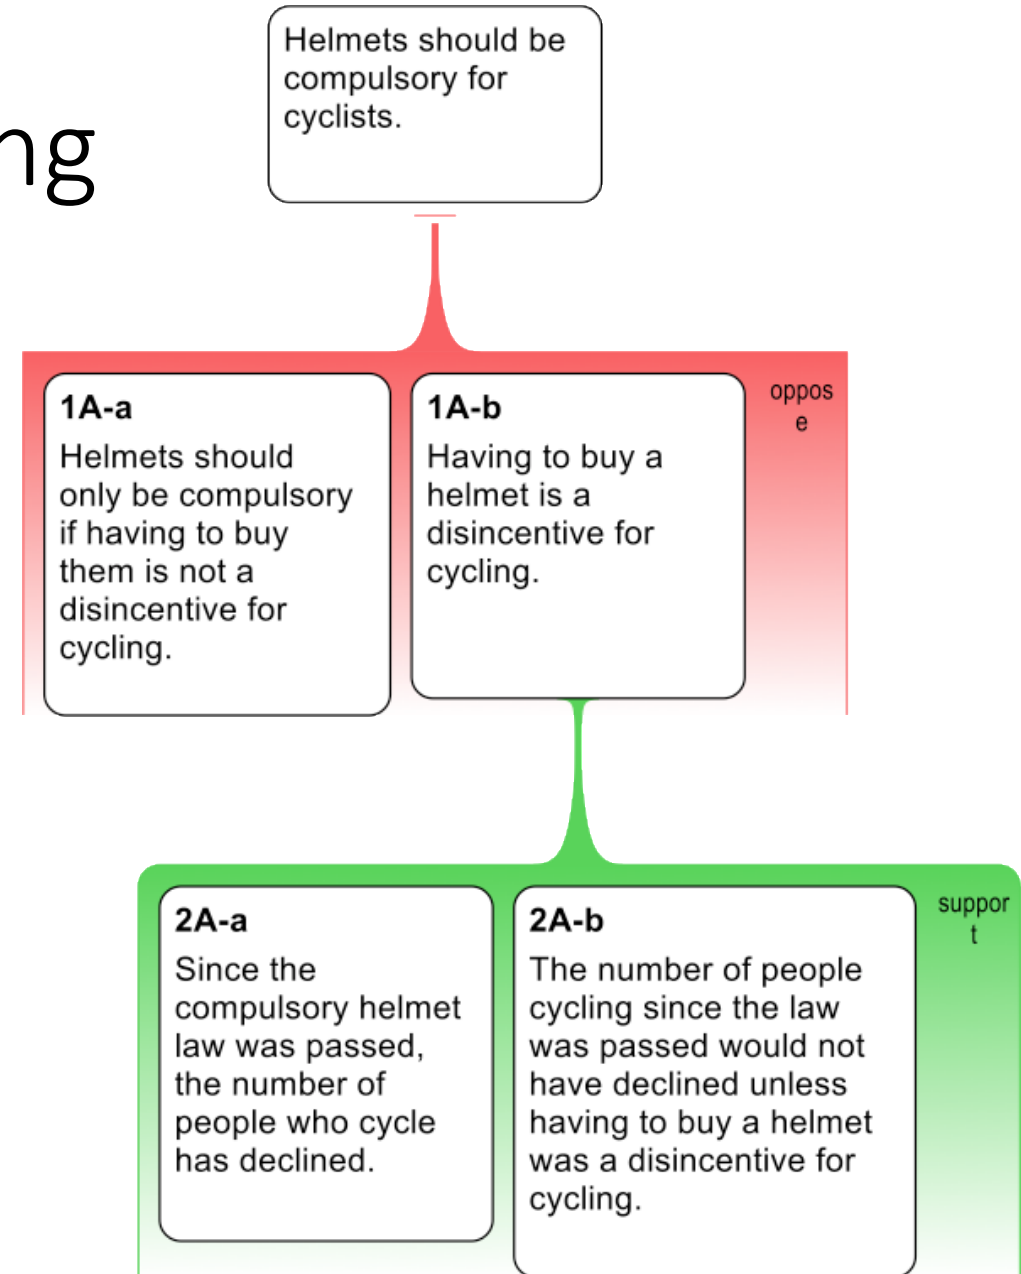 Helmets should be
compulsory for
cyclists.
ng
1A-a
Helmets should
only be compulsory
if having to buy
them is not a
disincentive for
cycling.
1A-b
Having to buy a
helmet is a
disincentive for
cycling.
oppos
e
2A-a
Since the
compulsory helmet
law was passed,
the number of
people who cycle
has declined.
2A-b
The number of people
cycling since the law
was passed would not
have declined unless
having to buy a helmet
was a disincentive for
cycling.
suppor
t